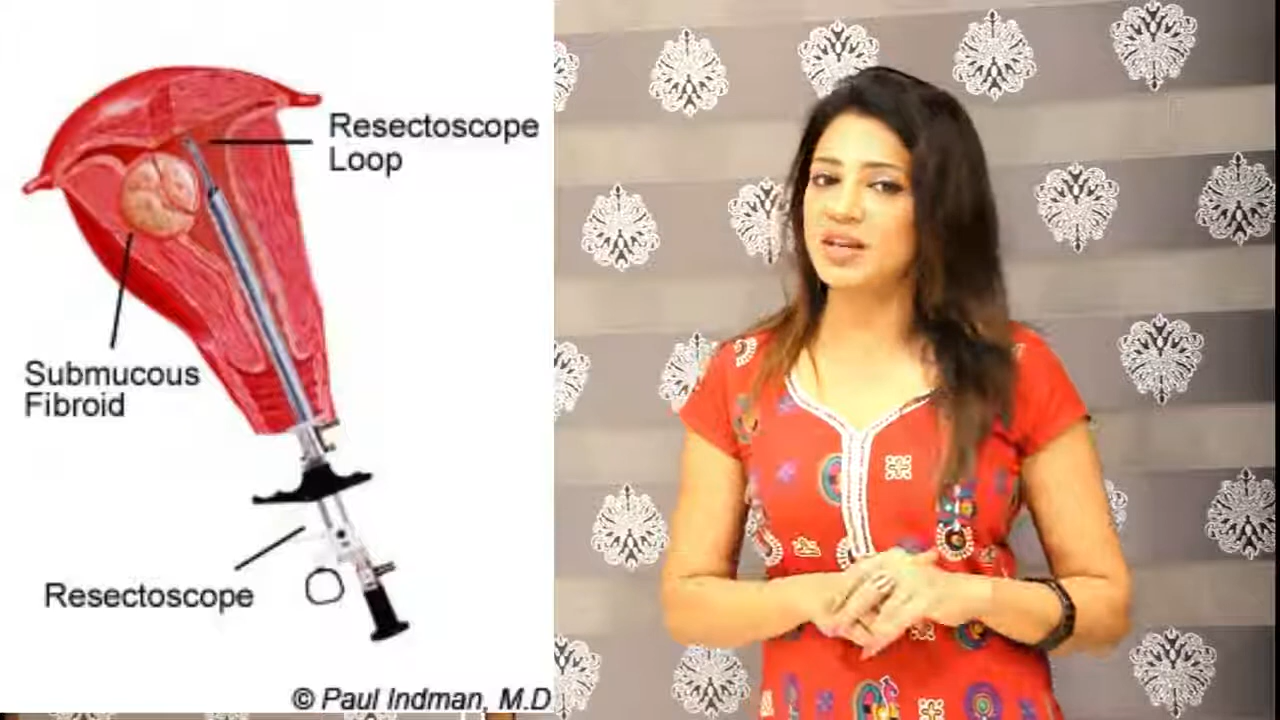 Resectoscope
Loop
Submucous
Fibroid
Resectoscope
© Paul Indman, M.D